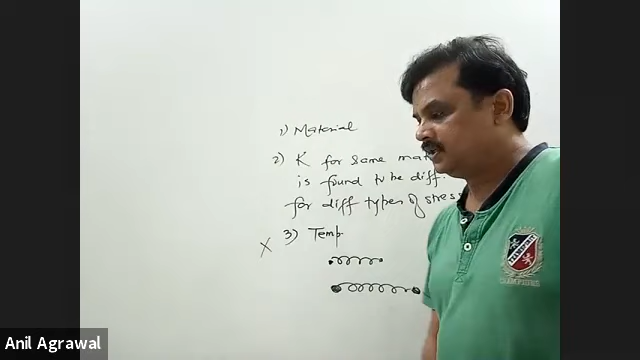 1) Material
2) K for same mat
is found to be diff.
for diff types of stress
X 3) Temp
CHAMPIONS
Anil Agrawal